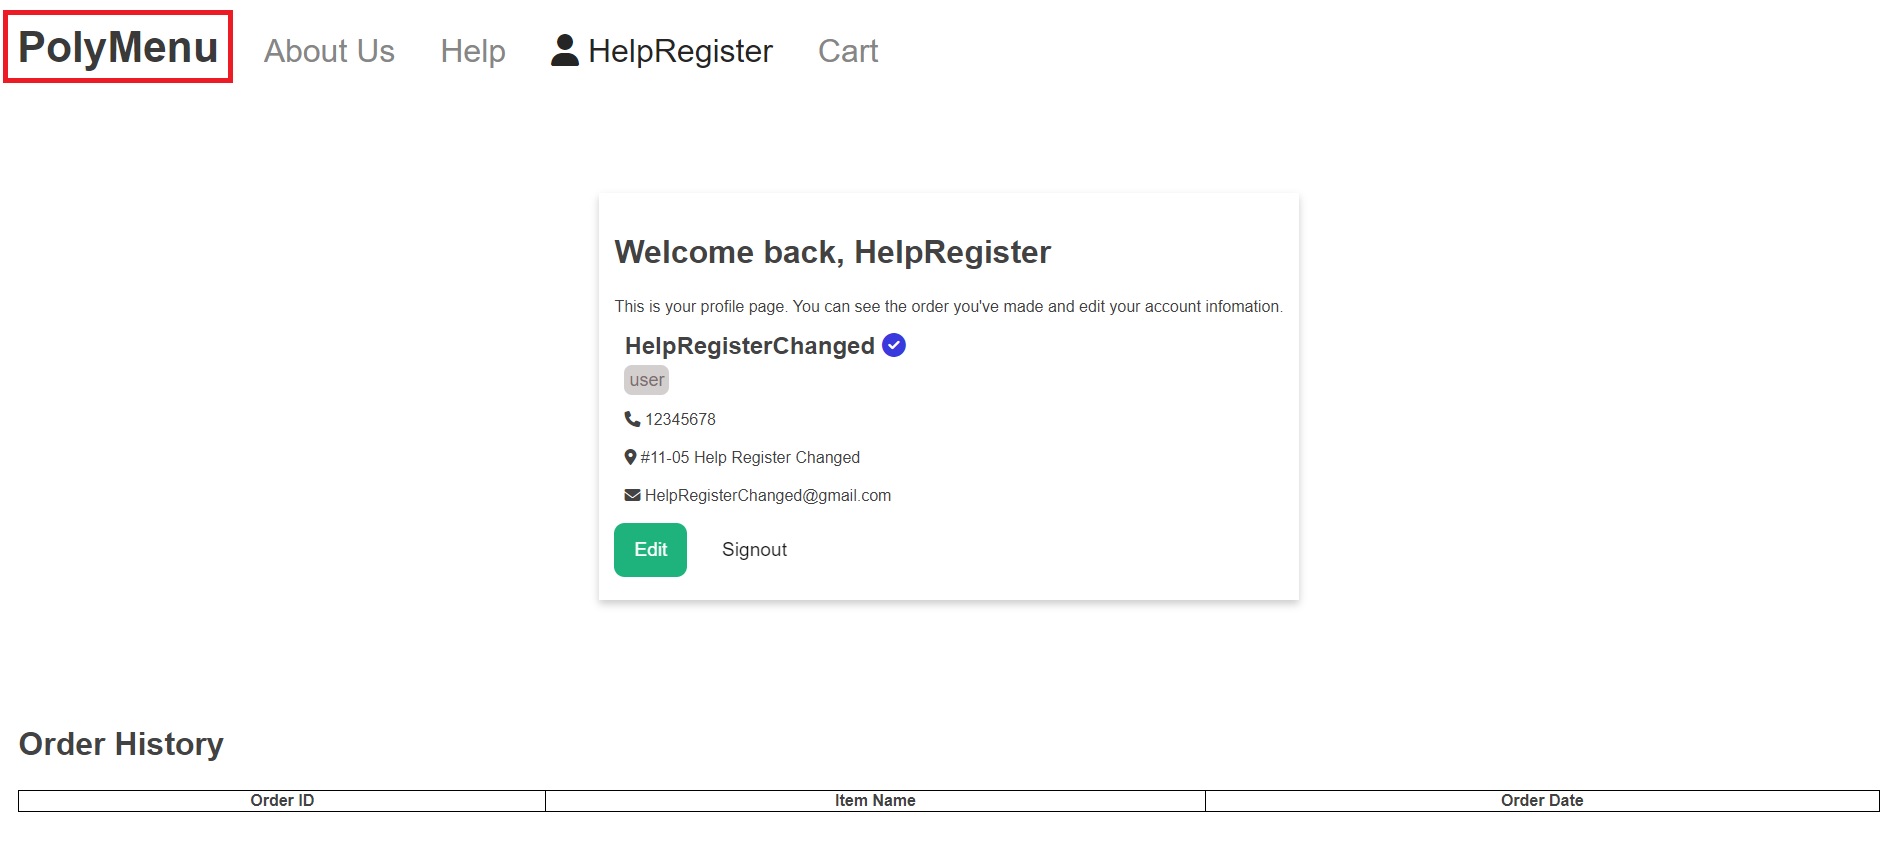 PolyMenu About Us Help HelpRegister Cart
Welcome back, HelpRegister
This is your profile page. You can see the order you've made and edit your account infomation.
HelpRegisterChanged
user
12345678
#11-05 Help Register Changed
HelpRegisterChanged@gmail.com
Edit Signout
Order History
Order ID Item Name Order Date